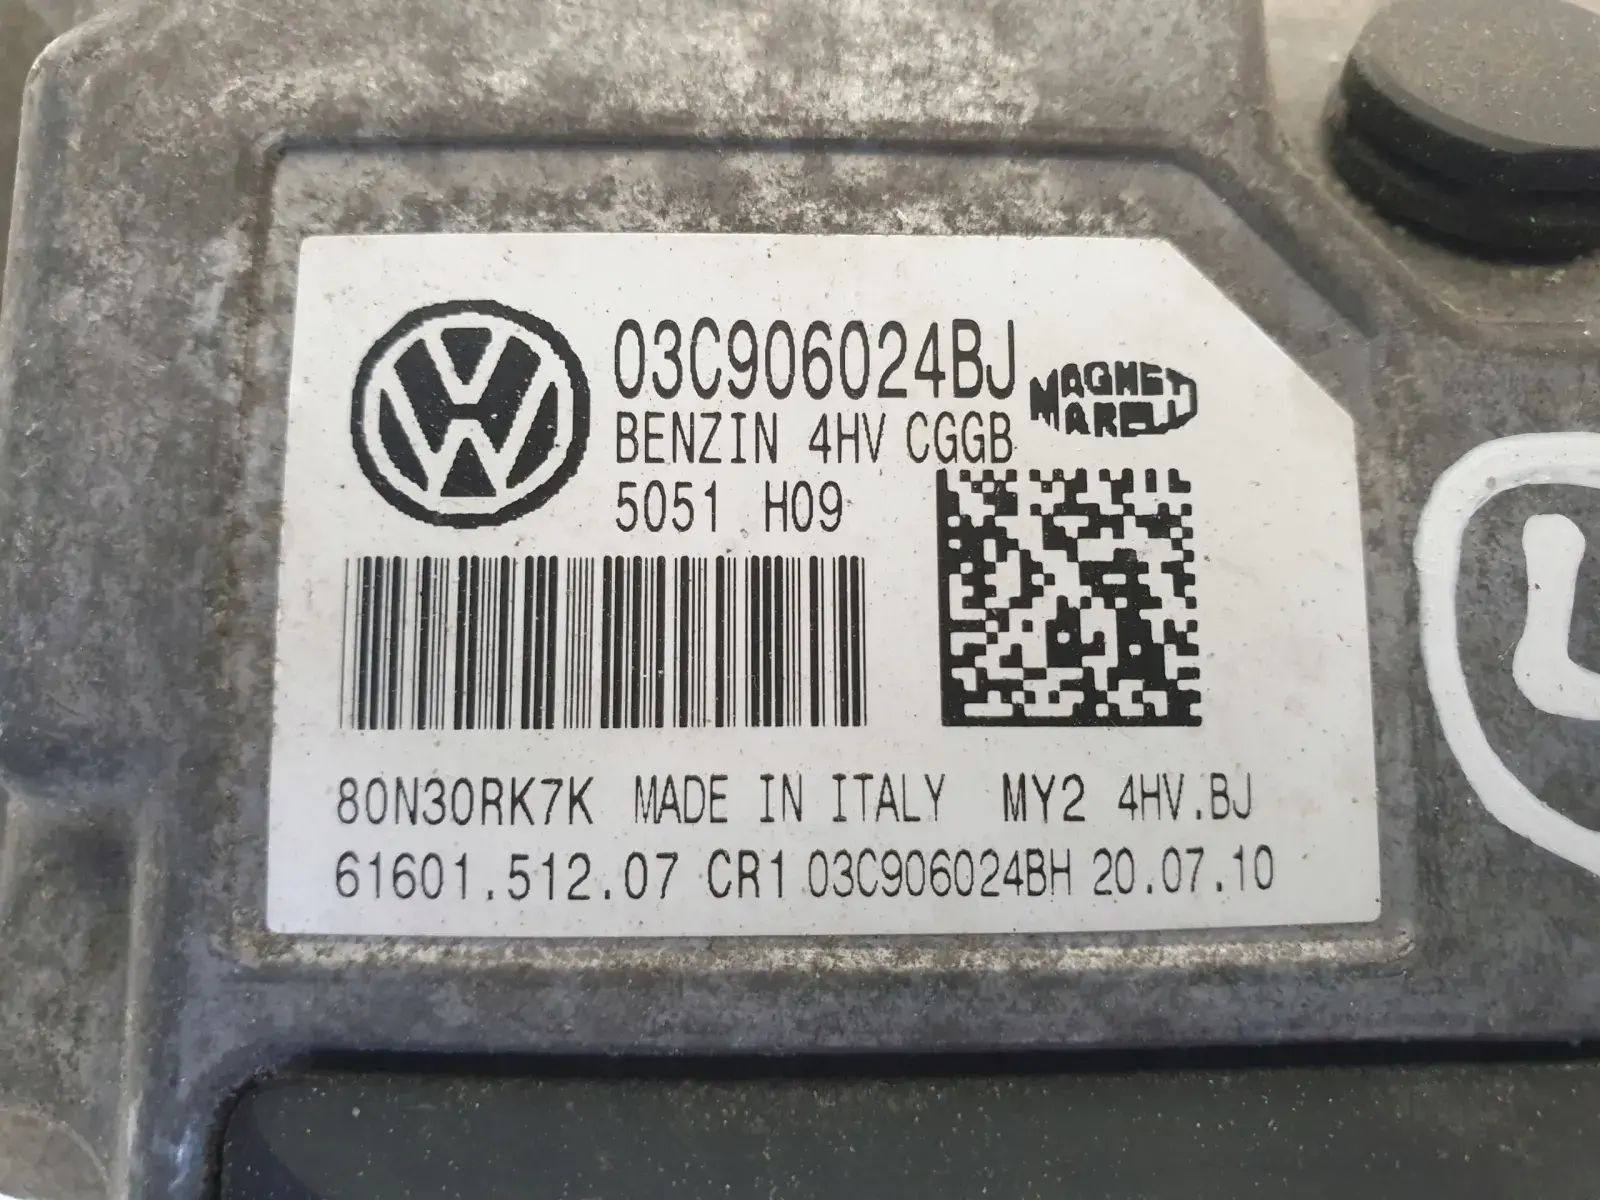 03C906024BJ
MAGNETI
MARELLI
BENZIN 4HV CGGB
5051 H09
80N30RK7K MADE IN ITALY MY2 4HV.BJ
61601.512.07 CR1 03C906024BH 20.07.10